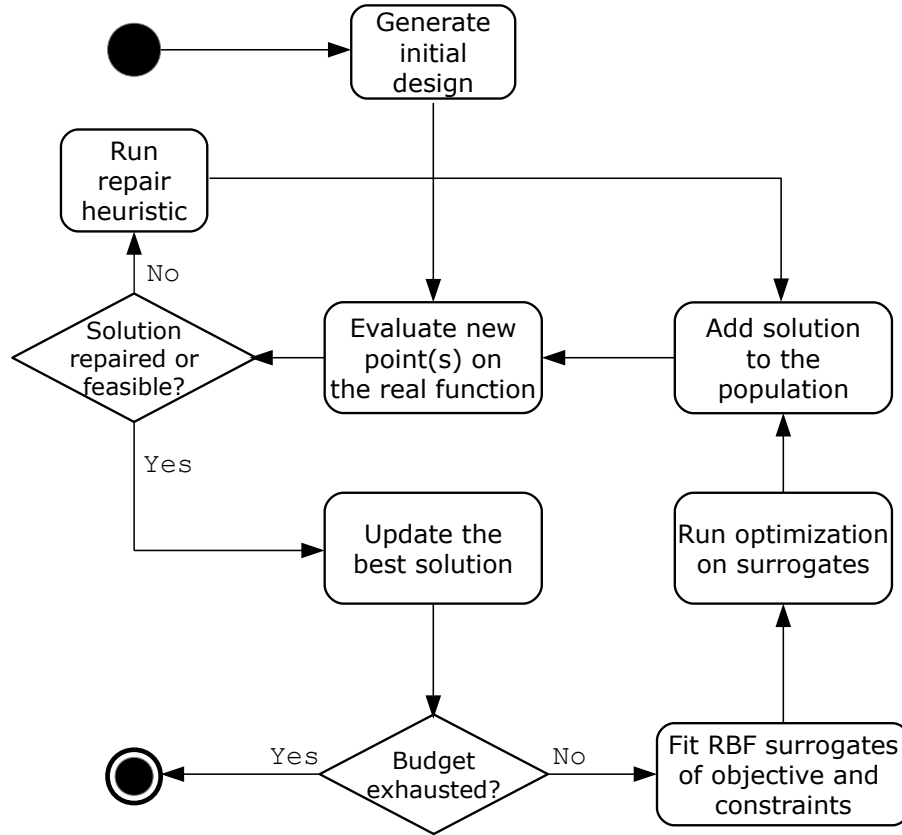 Generate
initial
design
Run
repair
heuristic
No
Solution
repaired or
feasible?
Evaluate new
point(s) on
the real function
Add solution
to the
population
Yes
Update the
best solution
Run optimization
on surrogates
Yes
Budget
exhausted?
No
Fit RBF surrogates
of objective and
constraints